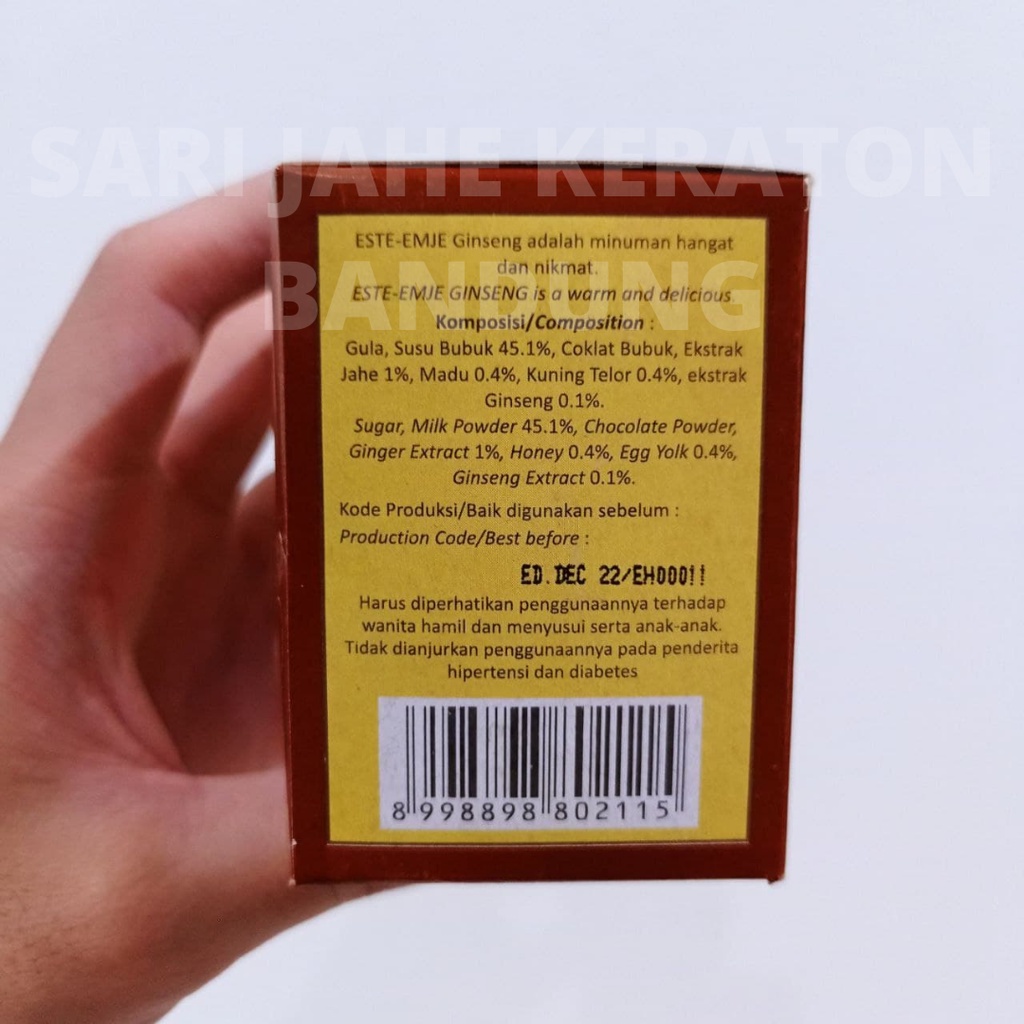 SARI JAHE KERATON
BANDUNG
ESTE-EMJE Ginseng adalah minuman hangat
dan nikmat.
ESTE-EMJE GINSENG is a warm and delicious.
Komposisi/Composition :
Gula, Susu Bubuk 45.1%, Coklat Bubuk, Ekstrak
Jahe 1%, Madu 0.4%, Kuning Telor 0.4%, ekstrak
Ginseng 0.1%.
Sugar, Milk Powder 45.1%, Chocolate Powder,
Ginger Extract 1%, Honey 0.4%, Egg Yolk 0.4%,
Ginseng Extract 0.1%.
Kode Produksi/Baik digunakan sebelum :
Production Code/Best before :
ED. DEC 22/EH00011
Harus diperhatikan penggunaannya terhadap
wanita hamil dan menyusui serta anak-anak.
Tidak dianjurkan penggunaannya pada penderita
hipertensi dan diabetes
8 998898 802115